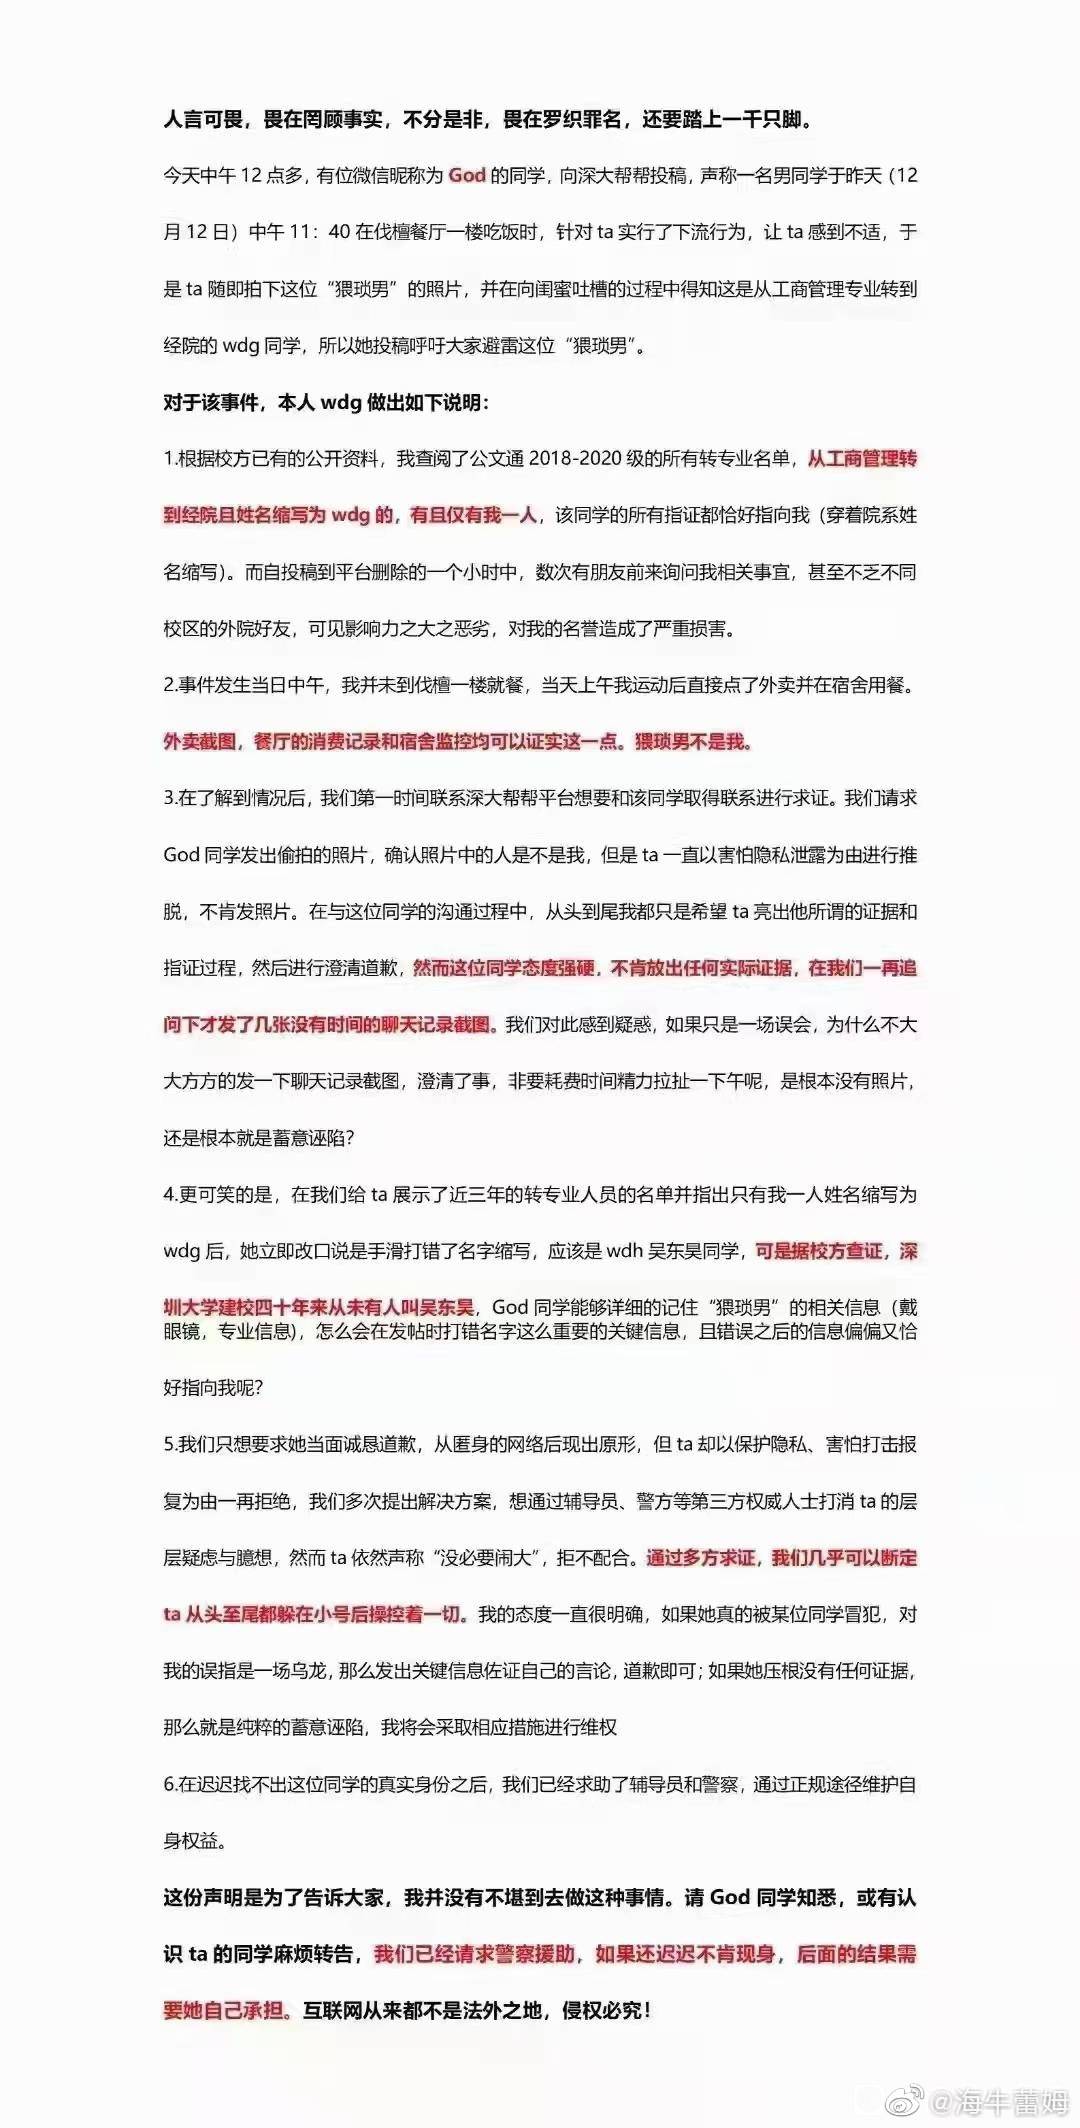 人言可畏，畏在罔顾事实，不分是非，畏在罗织罪名，还要踏上一千只脚。
今天中午 12 点多，有位微信昵称为 God 的同学，向深大帮帮投稿，声称一名男同学于昨天（12
月 12 日）中午 11：40 在伐檀餐厅一楼吃饭时，针对 ta 实行了下流行为，让 ta 感到不适，于
是 ta 随即拍下这位“猥琐男”的照片，并在向闺蜜吐槽的过程中得知这是从工商管理专业转到
经院的 wdg 同学，所以她投稿呼吁大家避雷这位“猥琐男”。
对于该事件，本人 wdg 做出如下说明：
1.根据校方已有的公开资料，我查阅了公文通 2018-2020 级的所有转专业名单，从工商管理转
到经院且姓名缩写为 wdg 的，有且仅有我一人，该同学的所有指证都恰好指向我（穿着院系姓
名缩写）。而自投稿到平台删除的一个小时中，数次有朋友前来询问我相关事宜，甚至不乏不同
校区的外院好友，可见影响力之大之恶劣，对我的名誉造成了严重损害。
2.事件发生当日中午，我并未到伐檀一楼就餐，当天上午我运动后直接点了外卖并在宿舍用餐。
外卖截图，餐厅的消费记录和宿舍监控均可以证实这一点。猥琐男不是我。
3.在了解到情况后，我们第一时间联系深大帮帮平台想要和该同学取得联系进行求证。我们请求
God 同学发出偷拍的照片，确认照片中的人是不是我，但是 ta 一直以害怕隐私泄露为由进行推
脱，不肯发照片。在与这位同学的沟通过程中，从头到尾我都只是希望 ta 亮出他所谓的证据和
指证过程，然后进行澄清道歉，然而这位同学态度强硬，不肯放出任何实际证据，在我们一再追
问下才发了几张没有时间的聊天记录截图。我们对此感到疑惑，如果只是一场误会，为什么不大
大方方的发一下聊天记录截图，澄清了事，非要耗费时间精力拉扯一下午呢，是根本没有照片，
还是根本就是蓄意诬陷？
4.更可笑的是，在我们给 ta 展示了近三年的转专业人员的名单并指出只有我一人姓名缩写为
wdg 后，她立即改口说是手滑打错了名字缩写，应该是 wdh 吴东昊同学，可是据校方查证，深
圳大学建校四十年来从未有人叫吴东昊，God 同学能够详细的记住“猥琐男”的相关信息（戴
眼镜，专业信息)，怎么会在发帖时打错名字这么重要的关键信息，且错误之后的信息偏偏又恰
好指向我呢？
5.我们只想要求她当面诚恳道歉，从匿身的网络后现出原形，但 ta 却以保护隐私、害怕打击报
复为由一再拒绝，我们多次提出解决方案，想通过辅导员、警方等第三方权威人士打消 ta 的层
层疑虑与臆想，然而 ta 依然声称“没必要闹大”，拒不配合。通过多方求证，我们几乎可以断定
ta 从头至尾都躲在小号后操控着一切。我的态度一直很明确，如果她真的被某位同学冒犯，对
我的误指是一场乌龙，那么发出关键信息佐证自己的言论，道歉即可；如果她压根没有任何证据，
那么就是纯粹的蓄意诬陷，我将会采取相应措施进行维权
6.在迟迟找不出这位同学的真实身份之后，我们已经求助了辅导员和警察，通过正规途径维护自
身权益。
这份声明是为了告诉大家，我并没有不堪到去做这种事情。请 God 同学知悉，或有认
识 ta 的同学麻烦转告，我们已经请求警察援助，如果还迟迟不肯现身，后面的结果需
要她自己承担。互联网从来都不是法外之地，侵权必究！
@海牛蕾姆